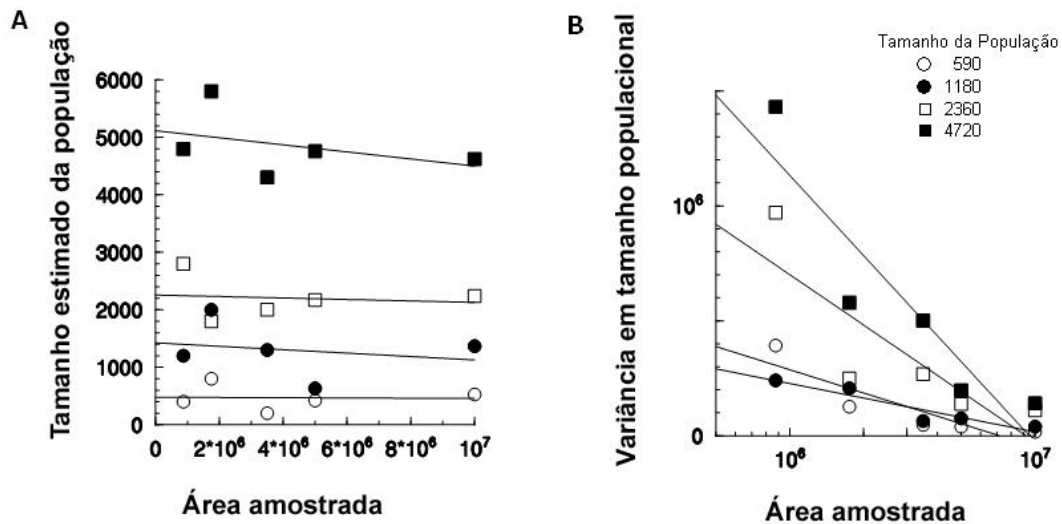 A
Tamanho estimado da população
6000
5000
4000
3000
2000
1000
0
0 2*10⁶ 4*10⁶ 6*10⁶ 8*10⁶ 10⁷
Área amostrada
B
Variância em tamanho populacional
Tamanho da População
590
1180
2360
4720
10⁶
0
10⁶ 10⁷
Área amostrada